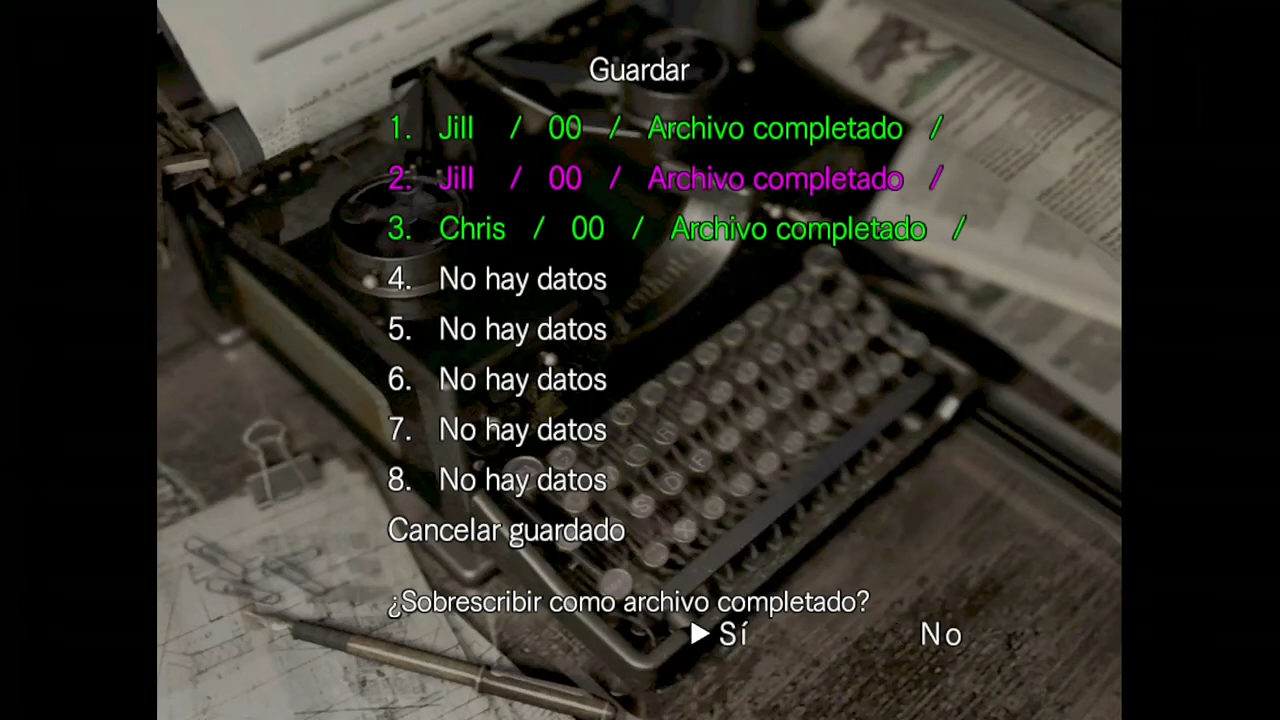 Guardar
1. Jill / 00 / Archivo completado /
2. Jill / 00 / Archivo completado /
3. Chris / 00 / Archivo completado /
4. No hay datos
5. No hay datos
6. No hay datos
7. No hay datos
8. No hay datos
Cancelar guardado
¿Sobrescribir como archivo completado?
▶ Sí No